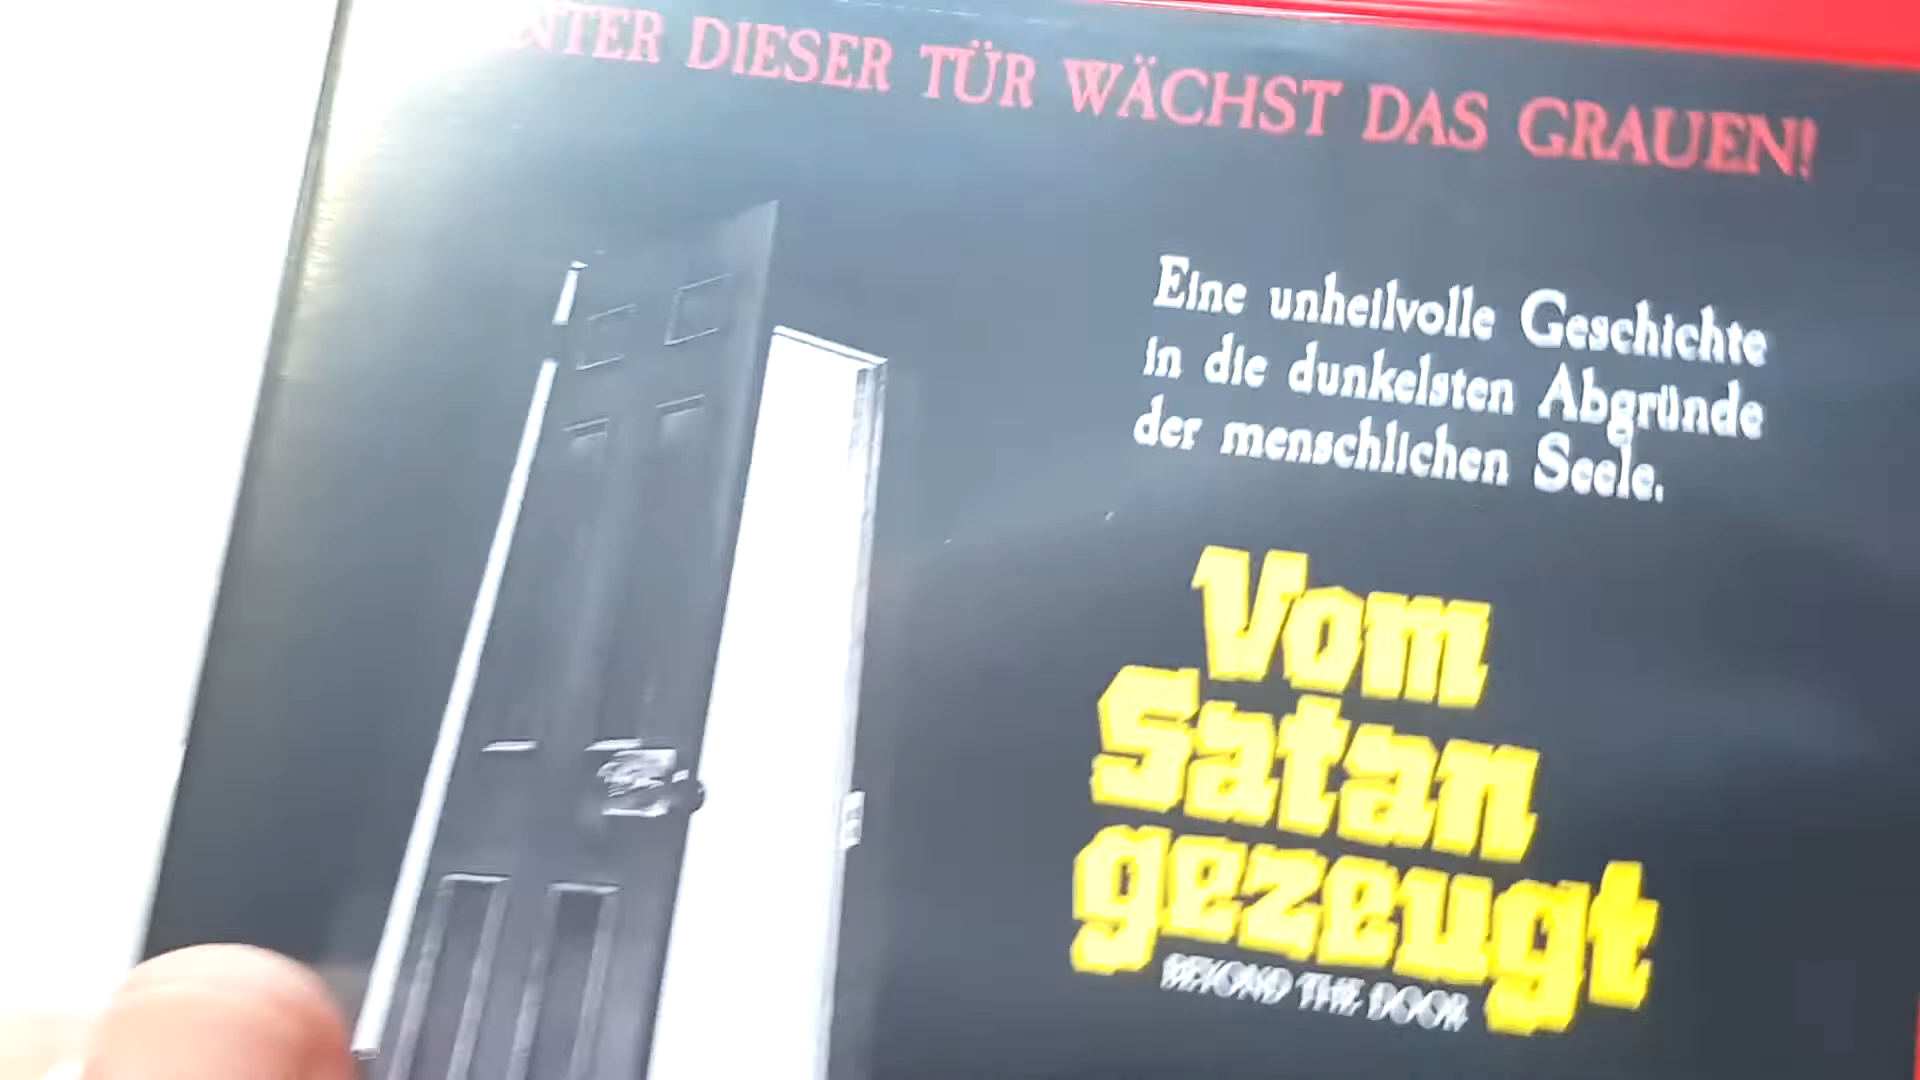 DIESER TÜR WÄCHST DAS GRAUEN!
Eine unheilvolle Geschichte
in die dunkelsten Abgründe
der menschlichen Seele.
Vom
Satan
gezeugt
BEYOND THE DOOR